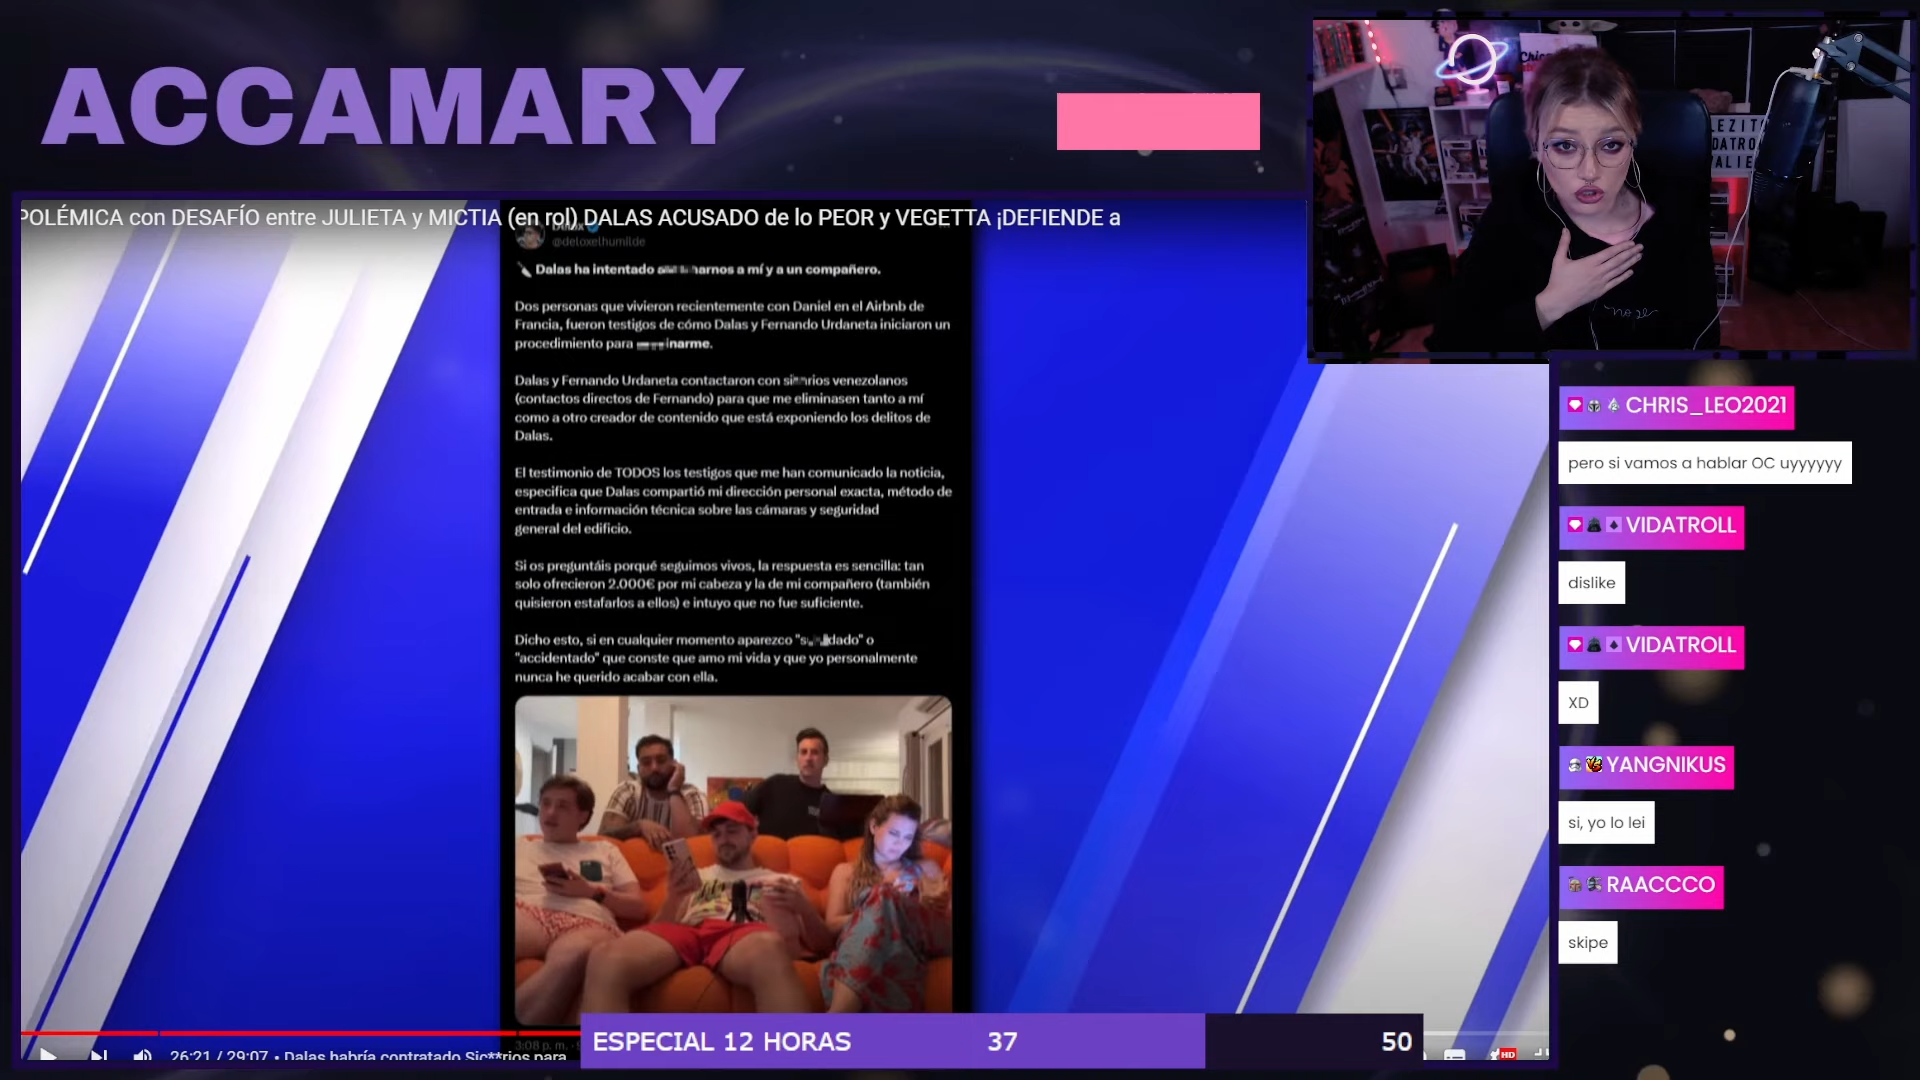 ACCAMARY
POLÉMICA con DESAFÍO entre JULIETA y MICTIA (en rol) DALAS ACUSADO de lo PEOR y VEGETTA ¡DEFIENDE a
@deloxelhumilde
Dalas ha intentado a mí y a un compañero.
Dos personas que vivieron recientemente con Daniel en el Airbnb de
Francia, fueron testigos de cómo Dalas y Fernando Urdaneta iniciaron un
procedimiento para
Dalas y Fernando Urdaneta contactaron con venezolanos
(contactos directos de Fernando) para que me eliminasen tanto a mí
como a otro creador de contenido que está exponiendo los delitos de
Dalas.
El testimonio de TODOS los testigos que me han comunicado la noticia,
especifica que Dalas compartió mi dirección personal exacta, método de
entrada e información técnica sobre las cámaras y seguridad
general del edificio.
Si os preguntáis porqué seguimos vivos, la respuesta es sencilla: tan
solo ofrecieron 2.000€ por mi cabeza y la de mi compañero (también
quisieron estafarlos a ellos) e intuyo que no fue suficiente.
Dicho esto, si en cualquier momento aparezco o
"accidentado" que conste que amo mi vida y que yo personalmente
nunca he querido acabar con ella.
3:08 p. m.
26:21 / 29:07 • Dalas habría contratado Sic**rios para
HD
ESPECIAL 12 HORAS 37 50
CHRIS_LEO2021
pero si vamos a hablar OC uyyyyyy
VIDATROLL
dislike
VIDATROLL
XD
YANGNIKUS
si, yo lo lei
RAACCCO
skipe